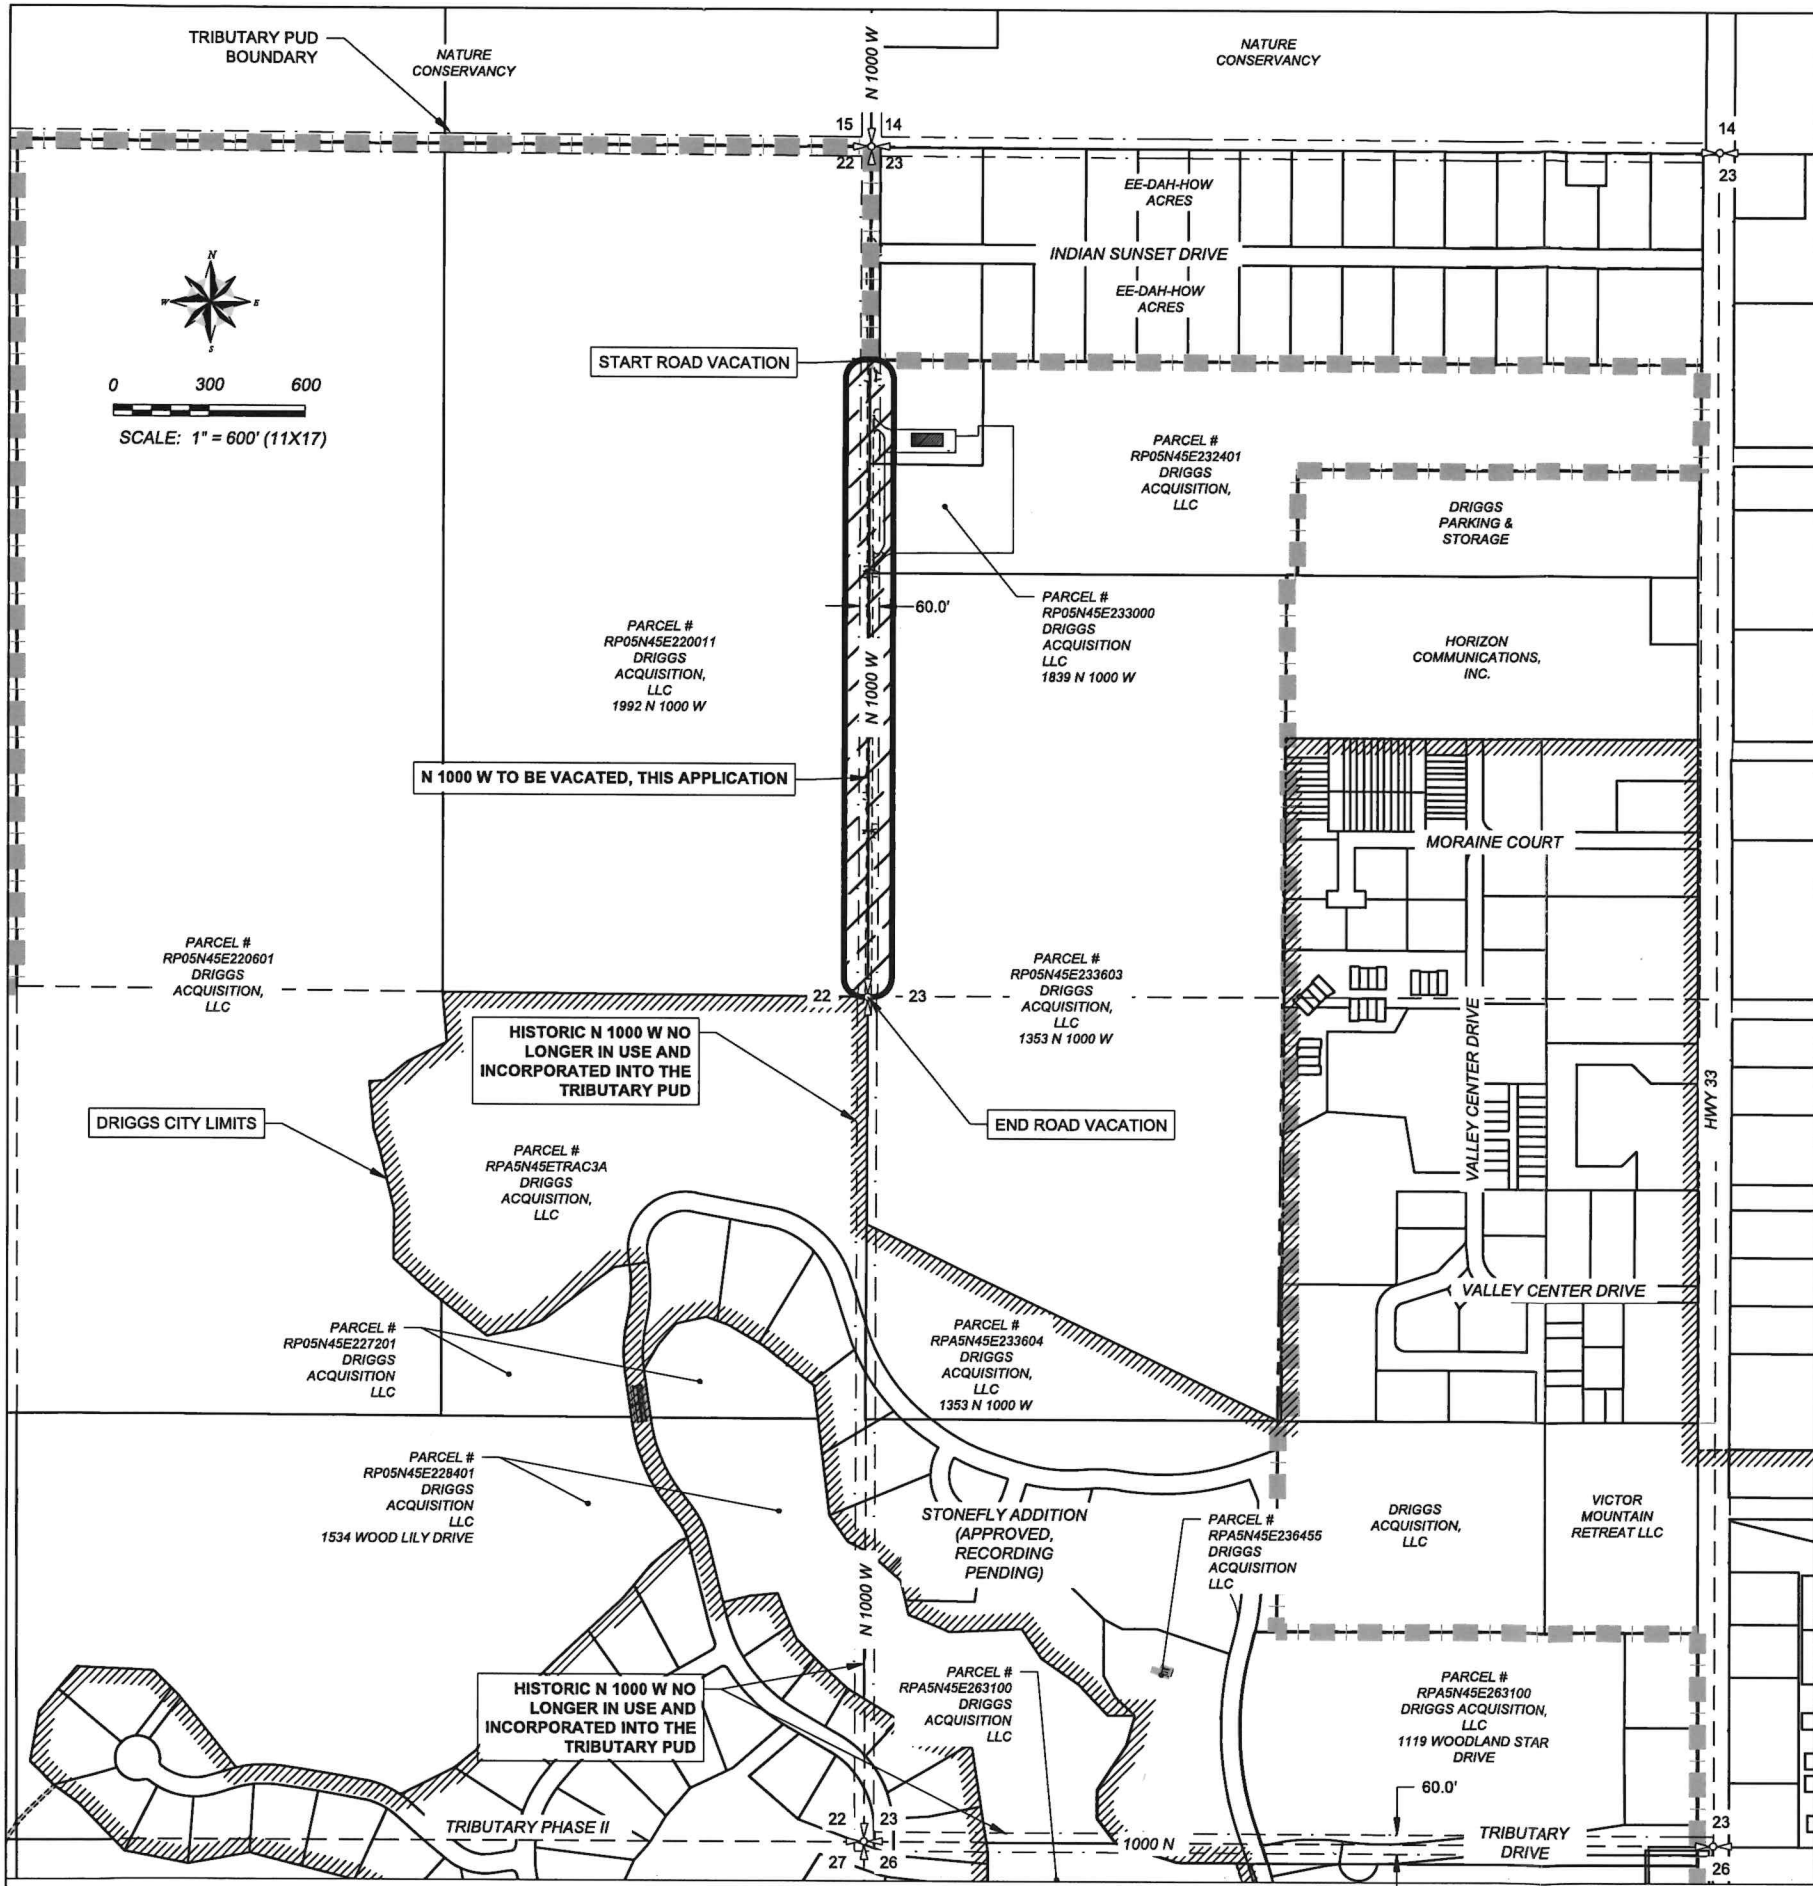 TRIBUTARY PUD
BOUNDARY
NATURE
CONSERVANCY
N 1000 W
NATURE
CONSERVANCY
15
14
22
23
14
23
EE-DAH-HOW
ACRES
INDIAN SUNSET DRIVE
EE-DAH-HOW
ACRES
N
W
E
S
START ROAD VACATION
0 300 600
SCALE: 1" = 600' (11X17)
PARCEL #
RP05N45E232401
DRIGGS
ACQUISITION,
LLC
DRIGGS
PARKING &
STORAGE
60.0'
PARCEL #
RP05N45E233000
DRIGGS
ACQUISITION
LLC
1839 N 1000 W
PARCEL #
RP05N45E220011
DRIGGS
ACQUISITION,
LLC
1992 N 1000 W
N 1000 W
HORIZON
COMMUNICATIONS,
INC.
N 1000 W TO BE VACATED, THIS APPLICATION
MORAINE COURT
PARCEL #
RP05N45E220601
DRIGGS
ACQUISITION,
LLC
PARCEL #
RP05N45E233603
DRIGGS
ACQUISITION,
LLC
1353 N 1000 W
22
23
HISTORIC N 1000 W NO
LONGER IN USE AND
INCORPORATED INTO THE
TRIBUTARY PUD
VALLEY CENTER DRIVE
HWY 33
DRIGGS CITY LIMITS
END ROAD VACATION
PARCEL #
RPA5N45ETRAC3A
DRIGGS
ACQUISITION,
LLC
VALLEY CENTER DRIVE
PARCEL #
RP05N45E227201
DRIGGS
ACQUISITION
LLC
PARCEL #
RPA5N45E233604
DRIGGS
ACQUISITION,
LLC
1353 N 1000 W
PARCEL #
RP05N45E228401
DRIGGS
ACQUISITION
LLC
1534 WOOD LILY DRIVE
STONEFLY ADDITION
(APPROVED,
RECORDING
PENDING)
PARCEL #
RPA5N45E236455
DRIGGS
ACQUISITION
LLC
DRIGGS
ACQUISITION,
LLC
VICTOR
MOUNTAIN
RETREAT LLC
N 1000 W
HISTORIC N 1000 W NO
LONGER IN USE AND
INCORPORATED INTO THE
TRIBUTARY PUD
PARCEL #
RPA5N45E263100
DRIGGS
ACQUISITION
LLC
PARCEL #
RPA5N45E263100
DRIGGS ACQUISITION,
LLC
1119 WOODLAND STAR
DRIVE
60.0'
TRIBUTARY PHASE II
22
23
27
26
1000 N
TRIBUTARY
DRIVE
23
26